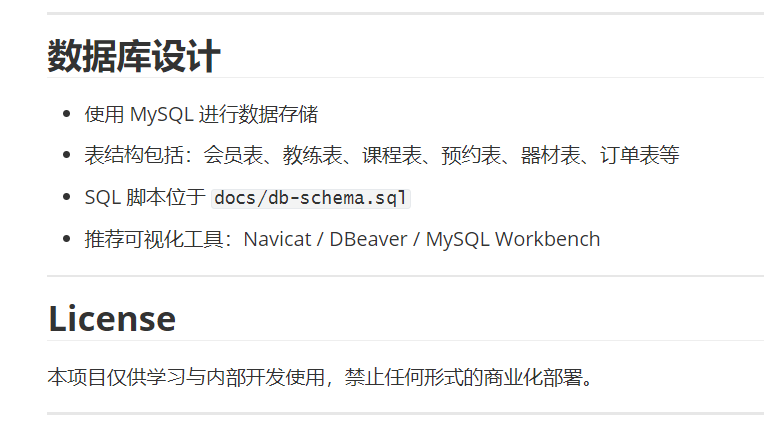 数据库设计
使用 MySQL 进行数据存储
表结构包括：会员表、教练表、课程表、预约表、器材表、订单表等
SQL 脚本位于 docs/db-schema.sql
推荐可视化工具：Navicat / DBeaver / MySQL Workbench
License
本项目仅供学习与内部开发使用，禁止任何形式的商业化部署。